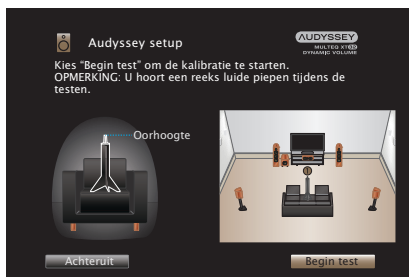 Audyssey setup
AUDYSSEY
MULTEQ XT32
DYNAMIC VOLUME
Kies “Begin test” om de kalibratie te starten.
OPMERKING: U hoort een reeks luide piepen tijdens de
testen.
Oorhoogte
Achteruit
Begin test